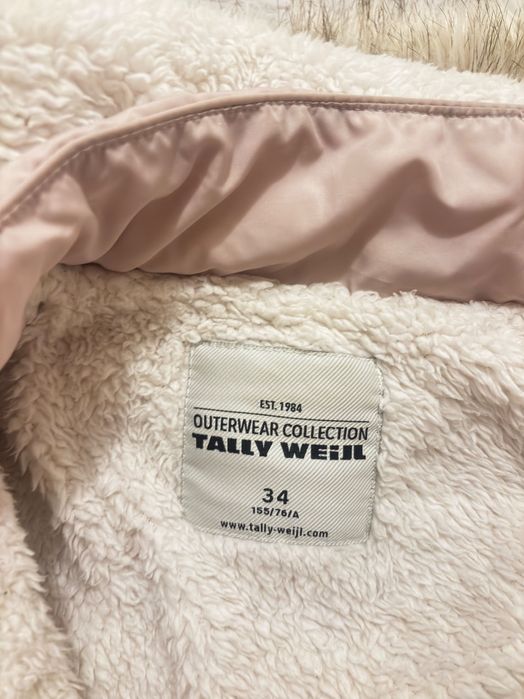 EST. 1984
OUTERWEAR COLLECTION
TALLY WEiJL
34
155/76/A
www.tally-weijl.com